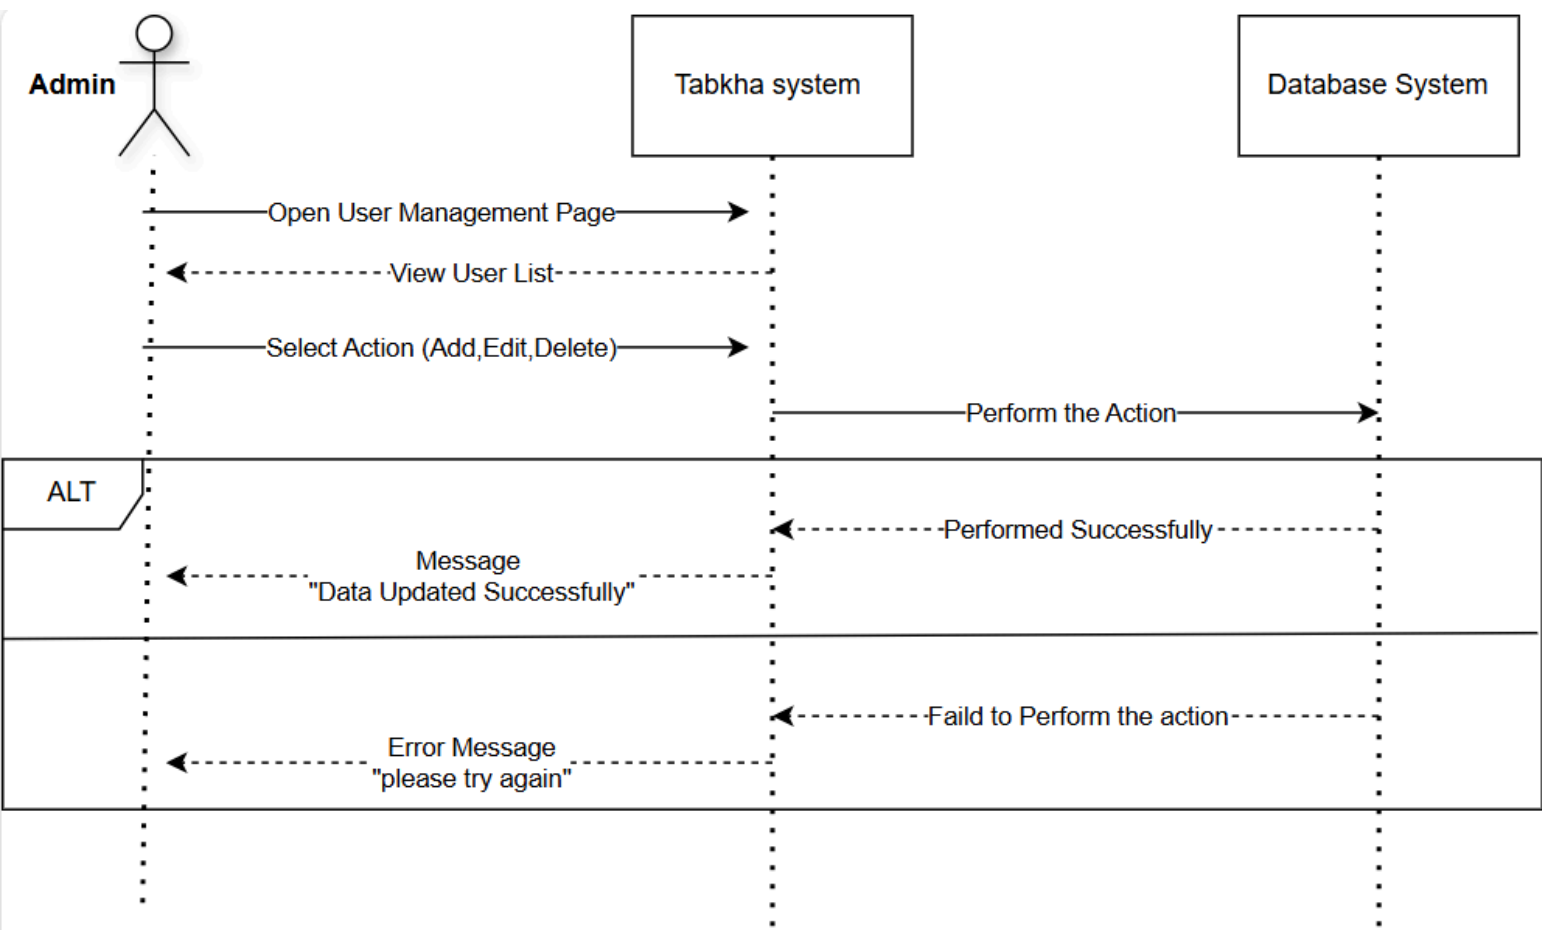 Admin
Tabkha system
Database System
Open User Management Page
View User List
Select Action (Add,Edit,Delete)
Perform the Action
ALT
Performed Successfully
Message
"Data Updated Successfully"
Faild to Perform the action
Error Message
"please try again"